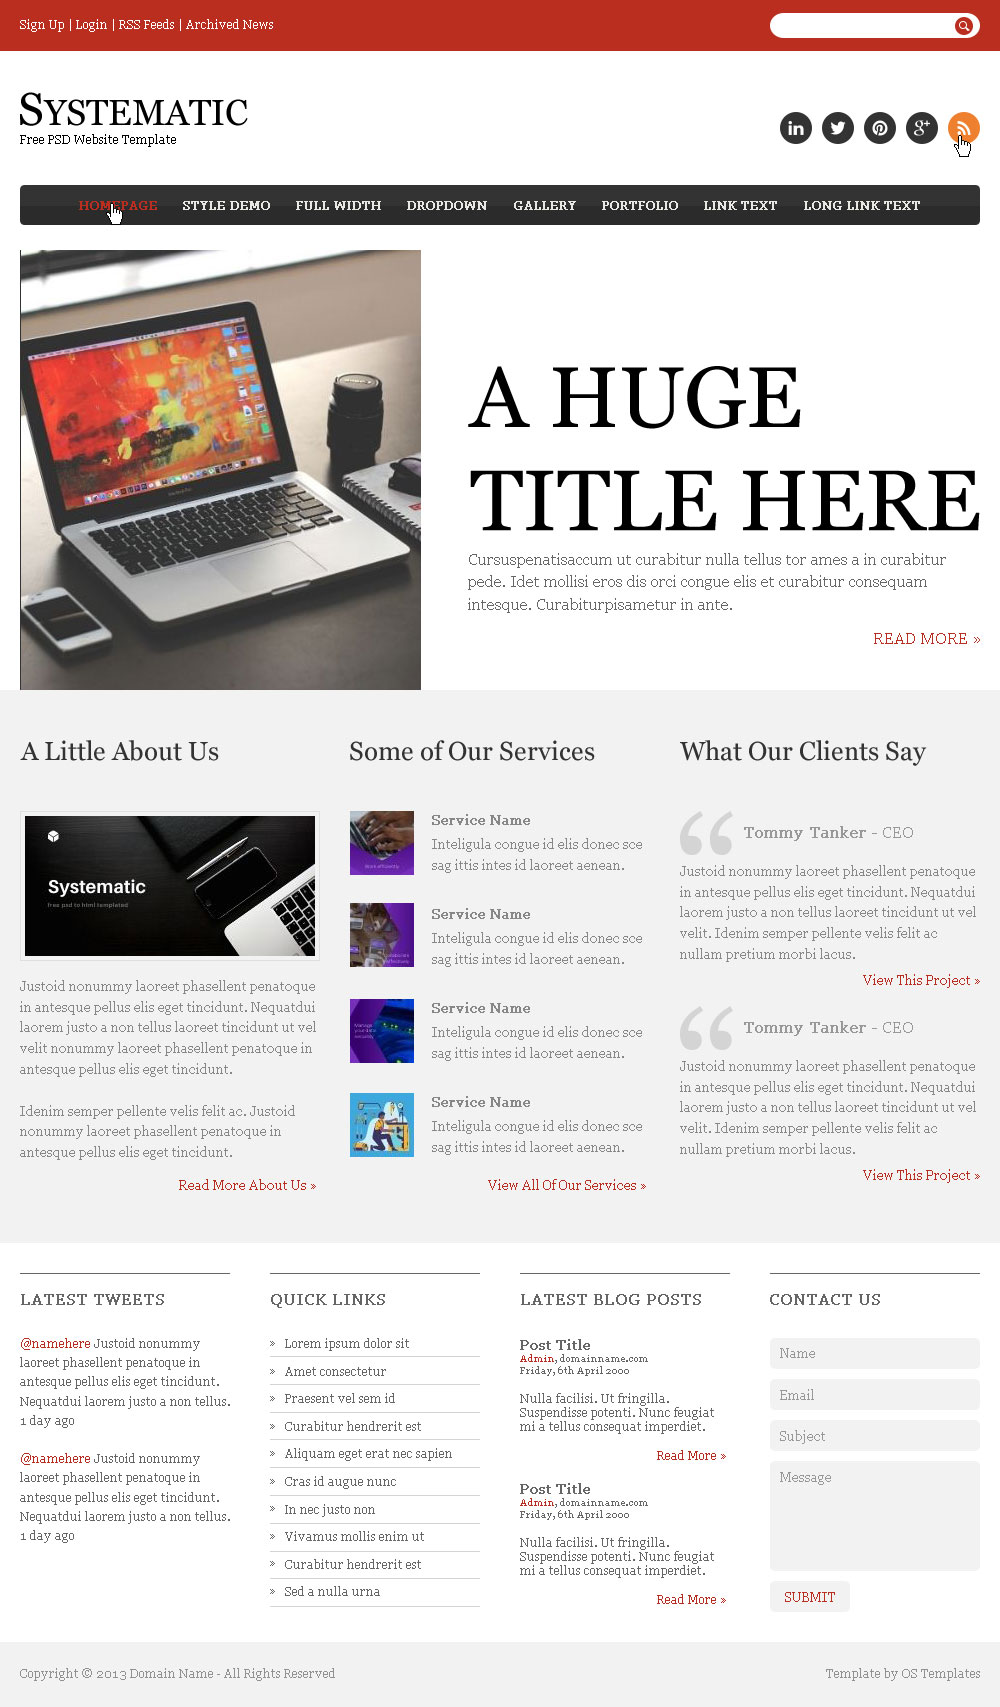 Sign Up | Login | RSS Feeds | Archived News
SYSTEMATIC
Free PSD Website Template
HOMEPAGE STYLE DEMO FULL WIDTH DROPDOWN GALLERY PORTFOLIO LINK TEXT LONG LINK TEXT
A HUGE
TITLE HERE
Cursuspenatisaccum ut curabitur nulla tellus tor ames a in curabitur
pede. Idet mollisi eros dis orci congue elis et curabitur consequam
intesque. Curabiturpisametur in ante.
READ MORE »
A Little About Us
Systematic
free psd to html templated
Justoid nonummy laoreet phasellent penatoque
in antesque pellus elis eget tincidunt. Nequatdui
laorem justo a non tellus laoreet tincidunt ut vel
velit nonummy laoreet phasellent penatoque in
antesque pellus elis eget tincidunt.
Idenim semper pellente velis felit ac. Justoid
nonummy laoreet phasellent penatoque in
antesque pellus elis eget tincidunt.
Read More About Us »
Some of Our Services
Work efficiently
Service Name
Inteligula congue id elis donec sce
sag ittis intes id laoreet aenean.
Service Name
Inteligula congue id elis donec sce
sag ittis intes id laoreet aenean.
Manage
your data
securely
Service Name
Inteligula congue id elis donec sce
sag ittis intes id laoreet aenean.
Service Name
Inteligula congue id elis donec sce
sag ittis intes id laoreet aenean.
View All Of Our Services »
What Our Clients Say
“ Tommy Tanker - CEO
Justoid nonummy laoreet phasellent penatoque
in antesque pellus elis eget tincidunt. Nequatdui
laorem justo a non tellus laoreet tincidunt ut vel
velit. Idenim semper pellente velis felit ac
nullam pretium morbi lacus.
View This Project »
“ Tommy Tanker - CEO
Justoid nonummy laoreet phasellent penatoque
in antesque pellus elis eget tincidunt. Nequatdui
laorem justo a non tellus laoreet tincidunt ut vel
velit. Idenim semper pellente velis felit ac
nullam pretium morbi lacus.
View This Project »
LATEST TWEETS
@namehere Justoid nonummy
laoreet phasellent penatoque in
antesque pellus elis eget tincidunt.
Nequatdui laorem justo a non tellus.
1 day ago
@namehere Justoid nonummy
laoreet phasellent penatoque in
antesque pellus elis eget tincidunt.
Nequatdui laorem justo a non tellus.
1 day ago
QUICK LINKS
» Lorem ipsum dolor sit
» Amet consectetur
» Praesent vel sem id
» Curabitur hendrerit est
» Aliquam eget erat nec sapien
» Cras id augue nunc
» In nec justo non
» Vivamus mollis enim ut
» Curabitur hendrerit est
» Sed a nulla urna
LATEST BLOG POSTS
Post Title
Admin, domainname.com
Friday, 6th April 2000
Nulla facilisi. Ut fringilla.
Suspendisse potenti. Nunc feugiat
mi a tellus consequat imperdiet.
Read More »
Post Title
Admin, domainname.com
Friday, 6th April 2000
Nulla facilisi. Ut fringilla.
Suspendisse potenti. Nunc feugiat
mi a tellus consequat imperdiet.
Read More »
CONTACT US
Name
Email
Subject
Message
SUBMIT
Copyright © 2013 Domain Name - All Rights Reserved
Template by OS Templates